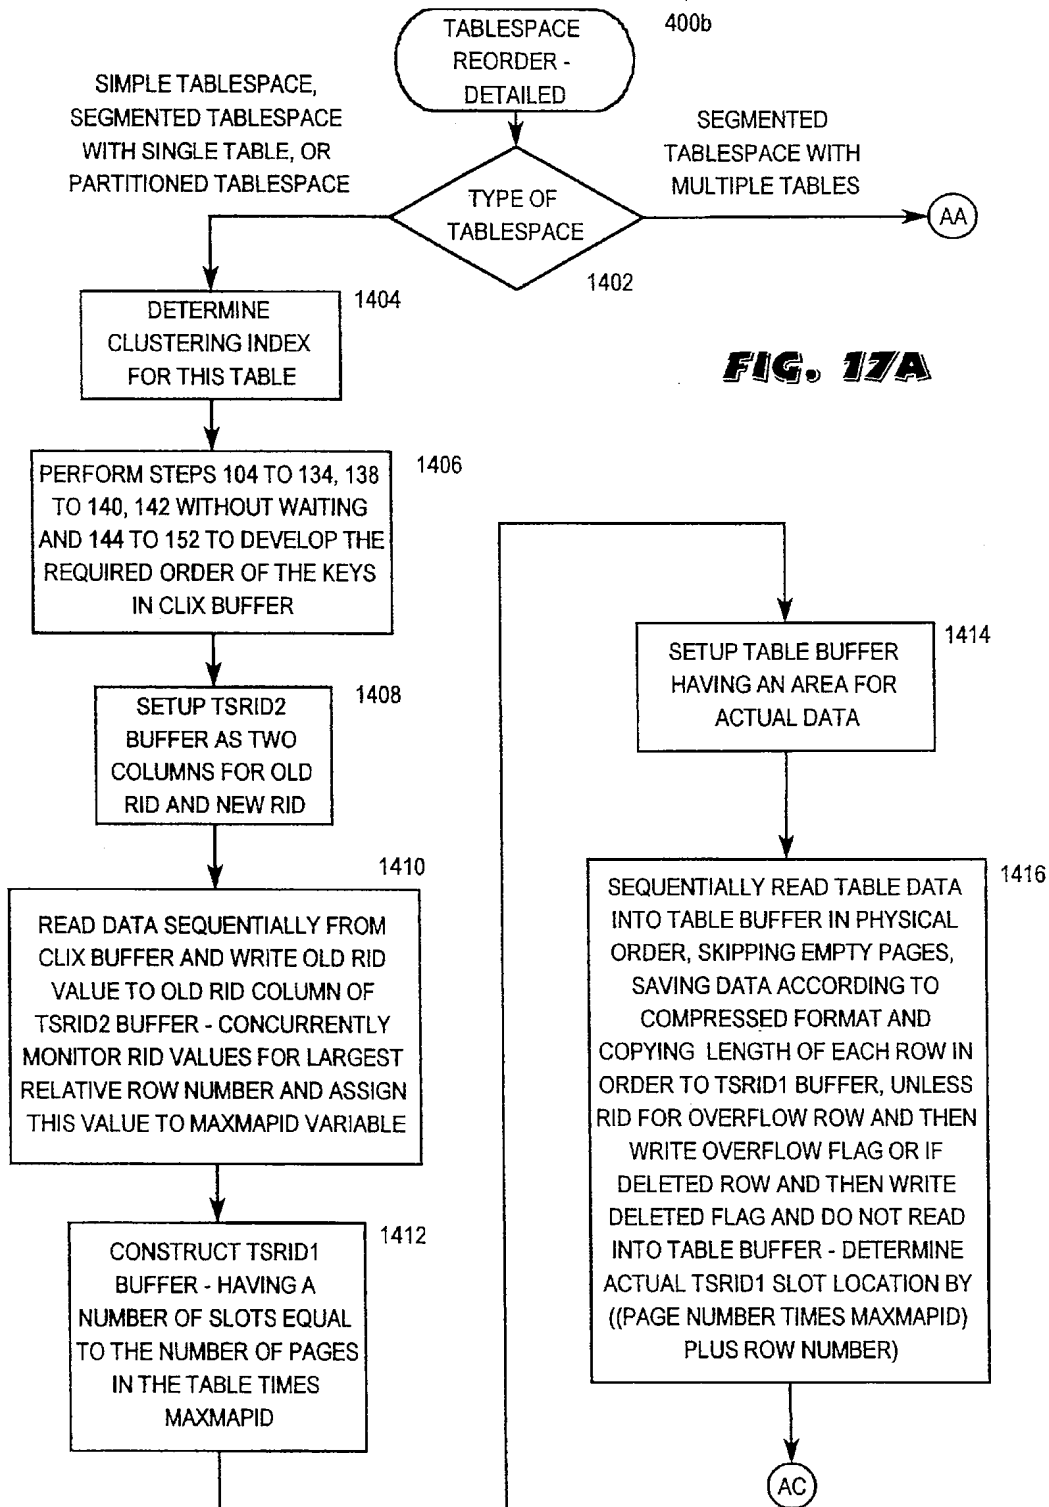 400b
TABLESPACE
REORDER -
DETAILED
SIMPLE TABLESPACE,
SEGMENTED TABLESPACE
WITH SINGLE TABLE, OR
PARTITIONED TABLESPACE
SEGMENTED
TABLESPACE WITH
MULTIPLE TABLES
TYPE OF
TABLESPACE
AA
1402
1404
DETERMINE
CLUSTERING INDEX
FOR THIS TABLE
FIG. 17A
1406
PERFORM STEPS 104 TO 134, 138
TO 140, 142 WITHOUT WAITING
AND 144 TO 152 TO DEVELOP THE
REQUIRED ORDER OF THE KEYS
IN CLIX BUFFER
1408
SETUP TSRID2
BUFFER AS TWO
COLUMNS FOR OLD
RID AND NEW RID
1410
READ DATA SEQUENTIALLY FROM
CLIX BUFFER AND WRITE OLD RID
VALUE TO OLD RID COLUMN OF
TSRID2 BUFFER - CONCURRENTLY
MONITOR RID VALUES FOR LARGEST
RELATIVE ROW NUMBER AND ASSIGN
THIS VALUE TO MAXMAPID VARIABLE
1412
CONSTRUCT TSRID1
BUFFER - HAVING A
NUMBER OF SLOTS EQUAL
TO THE NUMBER OF PAGES
IN THE TABLE TIMES
MAXMAPID
1414
SETUP TABLE BUFFER
HAVING AN AREA FOR
ACTUAL DATA
1416
SEQUENTIALLY READ TABLE DATA
INTO TABLE BUFFER IN PHYSICAL
ORDER, SKIPPING EMPTY PAGES,
SAVING DATA ACCORDING TO
COMPRESSED FORMAT AND
COPYING LENGTH OF EACH ROW IN
ORDER TO TSRID1 BUFFER, UNLESS
RID FOR OVERFLOW ROW AND THEN
WRITE OVERFLOW FLAG OR IF
DELETED ROW AND THEN WRITE
DELETED FLAG AND DO NOT READ
INTO TABLE BUFFER - DETERMINE
ACTUAL TSRID1 SLOT LOCATION BY
((PAGE NUMBER TIMES MAXMAPID)
PLUS ROW NUMBER)
AC